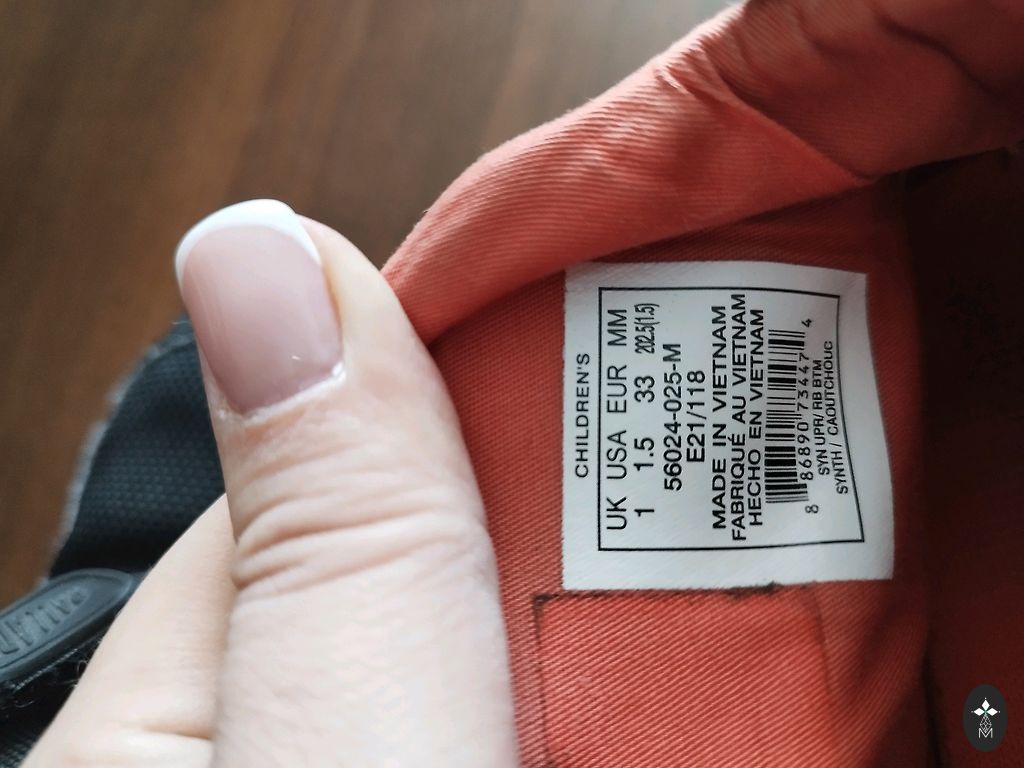 CHILDREN'S
UK USA EUR MM
1 1.5 33 202.5(1.5)
56024-025-M
E21/118
MADE IN VIETNAM
FABRIQUÉ AU VIETNAM
HECHO EN VIETNAM
8 86890 73447 4
SYN UPR/ RB BTM
SYNTH / CAOUTCHOUC
M